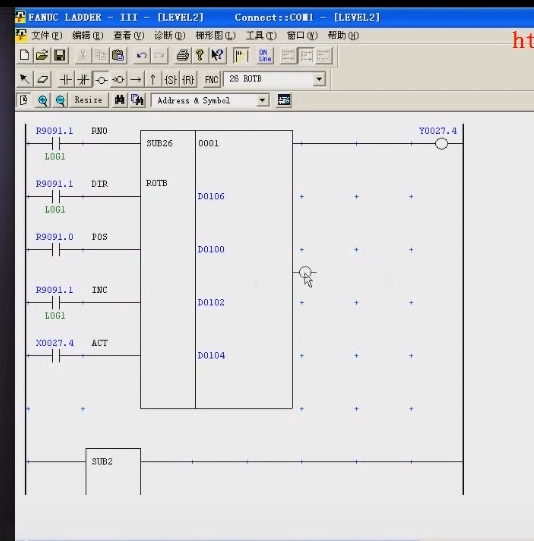 FANUC LADDER - III - [LEVEL2] Connect::COM1 - [LEVEL2]
文件(F) 编辑(E) 查看(V) 诊断(D) 梯形图(L) 工具(T) 窗口(W) 帮助(H)
ht
ON Line
(S) (R) FNC 26 ROTB
Resize Address & Symbol
R9091.1 RNO Y0027.4
SUB26 0001
LOG1
R9091.1 DIR ROTB
D0106
LOG1
R9091.0 POS
D0100
R9091.1 INC
D0102
LOG1
X0027.4 ACT
D0104
SUB2